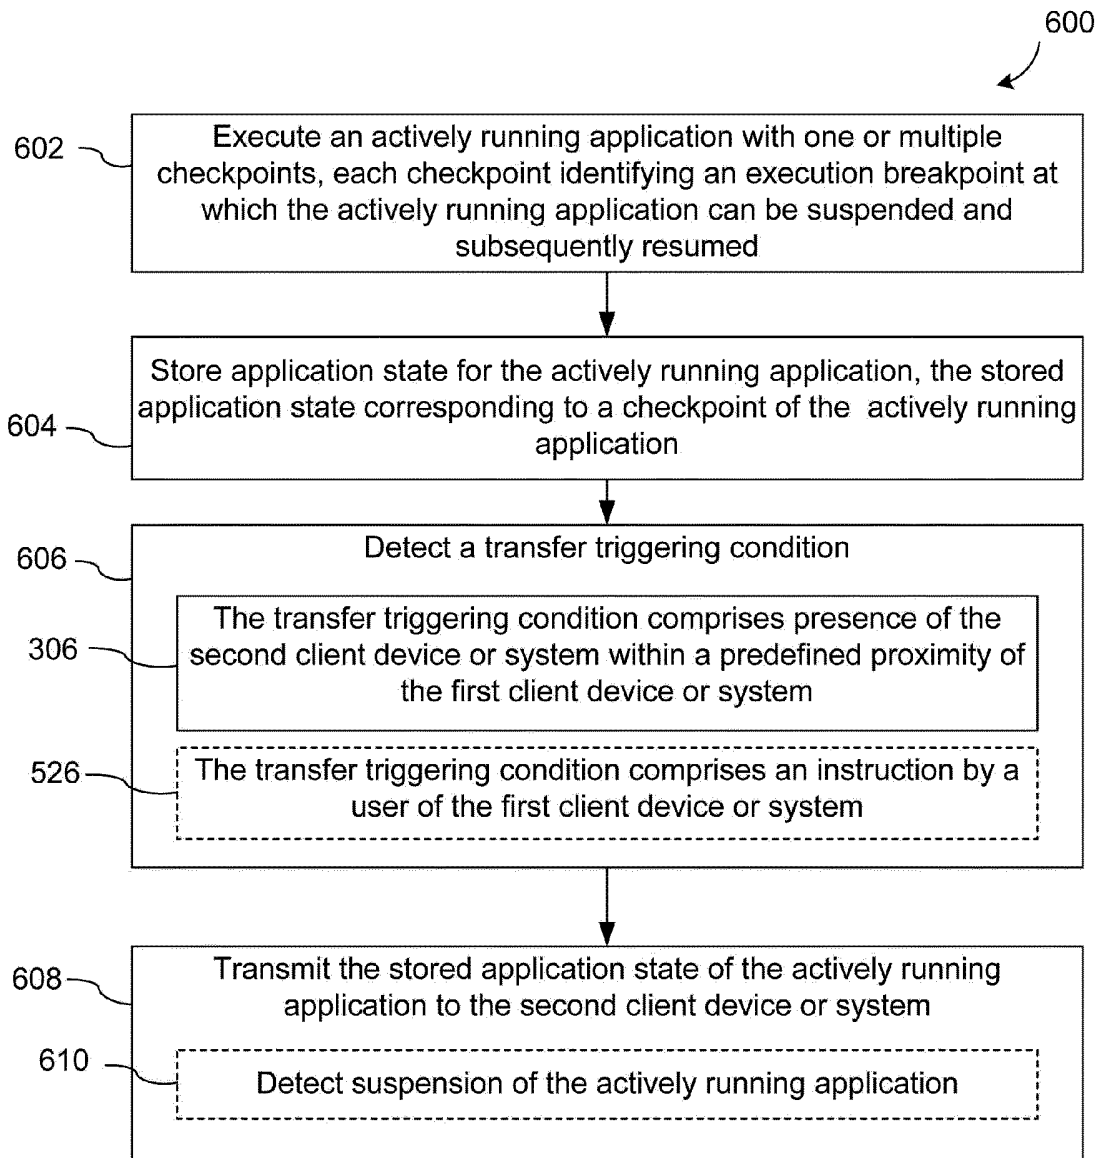 600
602
Execute an actively running application with one or multiple
checkpoints, each checkpoint identifying an execution breakpoint at
which the actively running application can be suspended and
subsequently resumed
604
Store application state for the actively running application, the stored
application state corresponding to a checkpoint of the actively running
application
606
Detect a transfer triggering condition
306
The transfer triggering condition comprises presence of the
second client device or system within a predefined proximity of
the first client device or system
526
The transfer triggering condition comprises an instruction by a
user of the first client device or system
608
Transmit the stored application state of the actively running
application to the second client device or system
610
Detect suspension of the actively running application